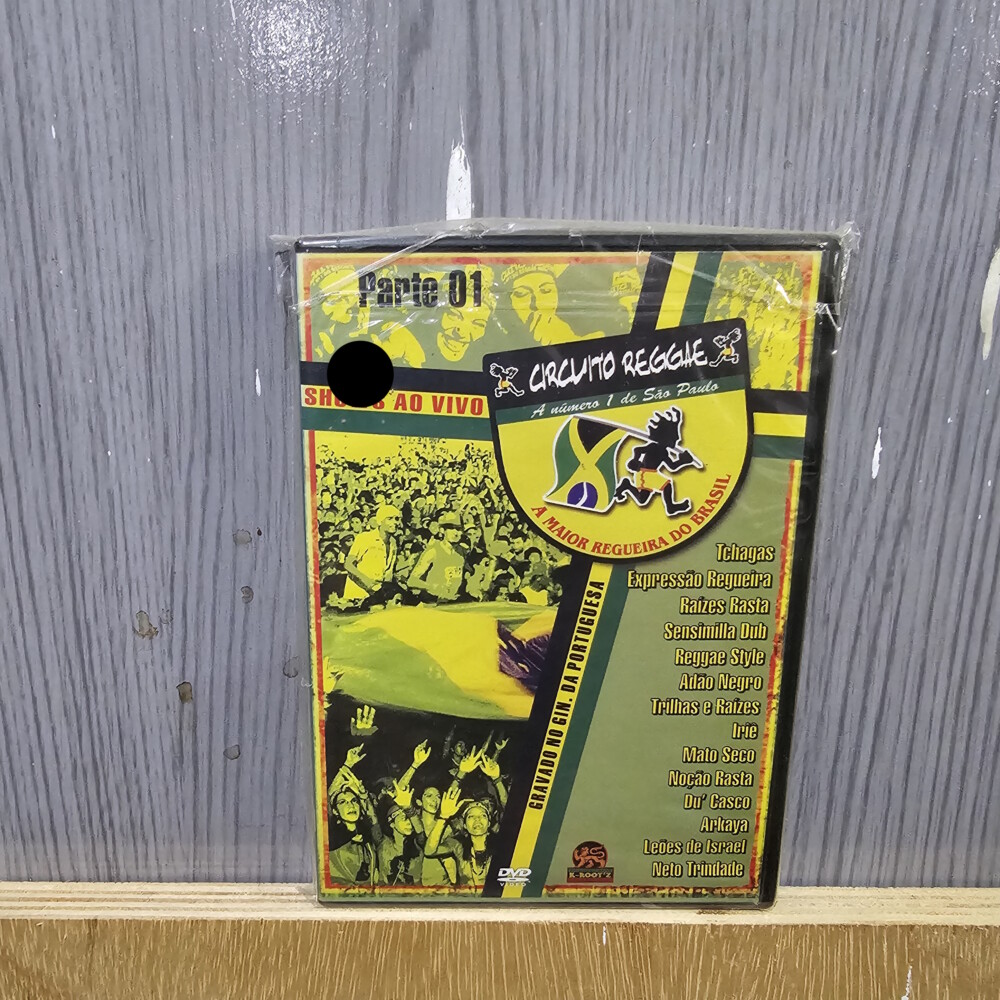 Parte 01
CIRCUITO REGGAE
A número 1 de São Paulo
AO VIVO
A MAIOR REGUEIRA DO BRASIL
GRAVADO NO GIN. DA PORTUGUESA
Tchagas
Expressão Regueira
Raízes Rasta
Sensimilla Dub
Reggae Style
Adão Negro
Trilhas e Raízes
Iriê
Mato Seco
Noção Rasta
Du' Casco
Arkaya
Leões de Israel
Neto Trindade
DVD
VIDEO
K-ROOT'Z